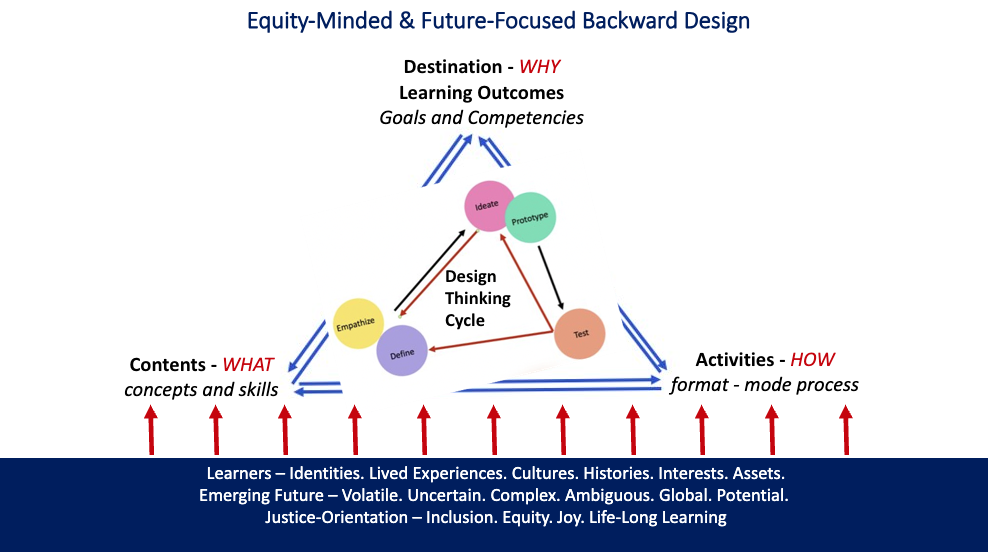 Equity-Minded & Future-Focused Backward Design
Destination - WHY
Learning Outcomes
Goals and Competencies
Ideate
Prototype
Design
Thinking
Cycle
Empathize
Define
Test
Contents - WHAT
concepts and skills
Activities - HOW
format - mode process
Learners – Identities. Lived Experiences. Cultures. Histories. Interests. Assets.
Emerging Future – Volatile. Uncertain. Complex. Ambiguous. Global. Potential.
Justice-Orientation – Inclusion. Equity. Joy. Life-Long Learning